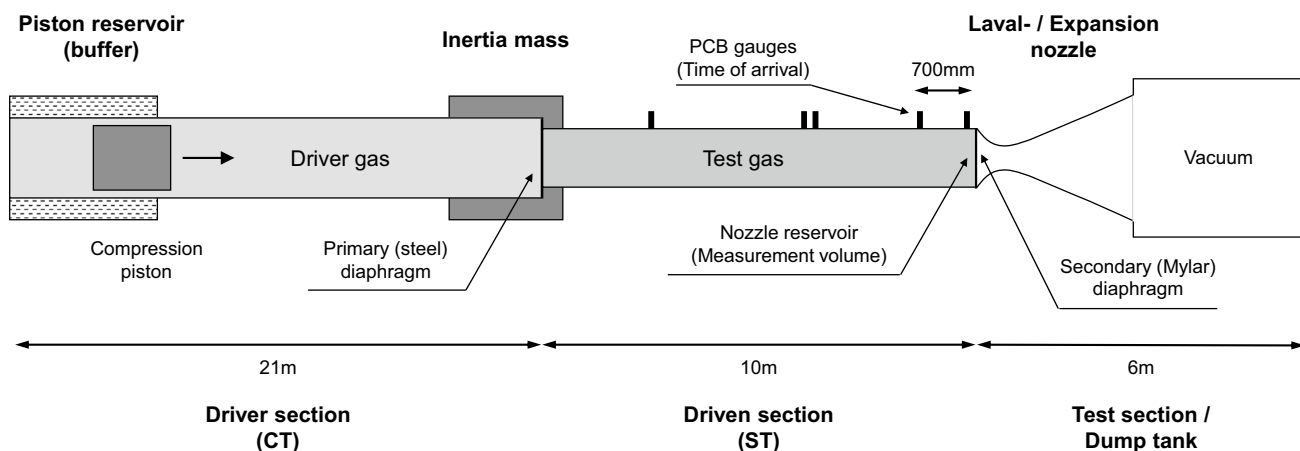 Piston reservoir
(buffer)
Inertia mass
PCB gauges
(Time of arrival)
700mm
Laval- / Expansion
nozzle
Driver gas
Test gas
Vacuum
Compression
piston
Primary (steel)
diaphragm
Nozzle reservoir
(Measurement volume)
Secondary (Mylar)
diaphragm
21m
10m
6m
Driver section
(CT)
Driven section
(ST)
Test section /
Dump tank